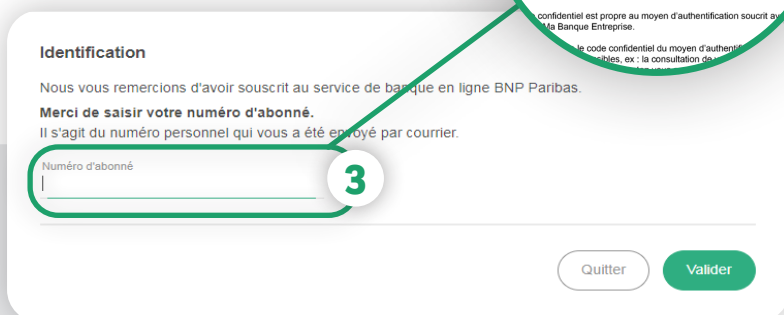 confidentiel est propre au moyen d'authentification soucrit
Ma Banque Entreprise.
le code confidentiel du moyen
ex : la consultation de
Identification
Nous vous remercions d'avoir souscrit au service de banque en ligne BNP Paribas.
Merci de saisir votre numéro d'abonné.
Il s'agit du numéro personnel qui vous a été envoyé par courrier.
Numéro d'abonné
3
Quitter
Valider